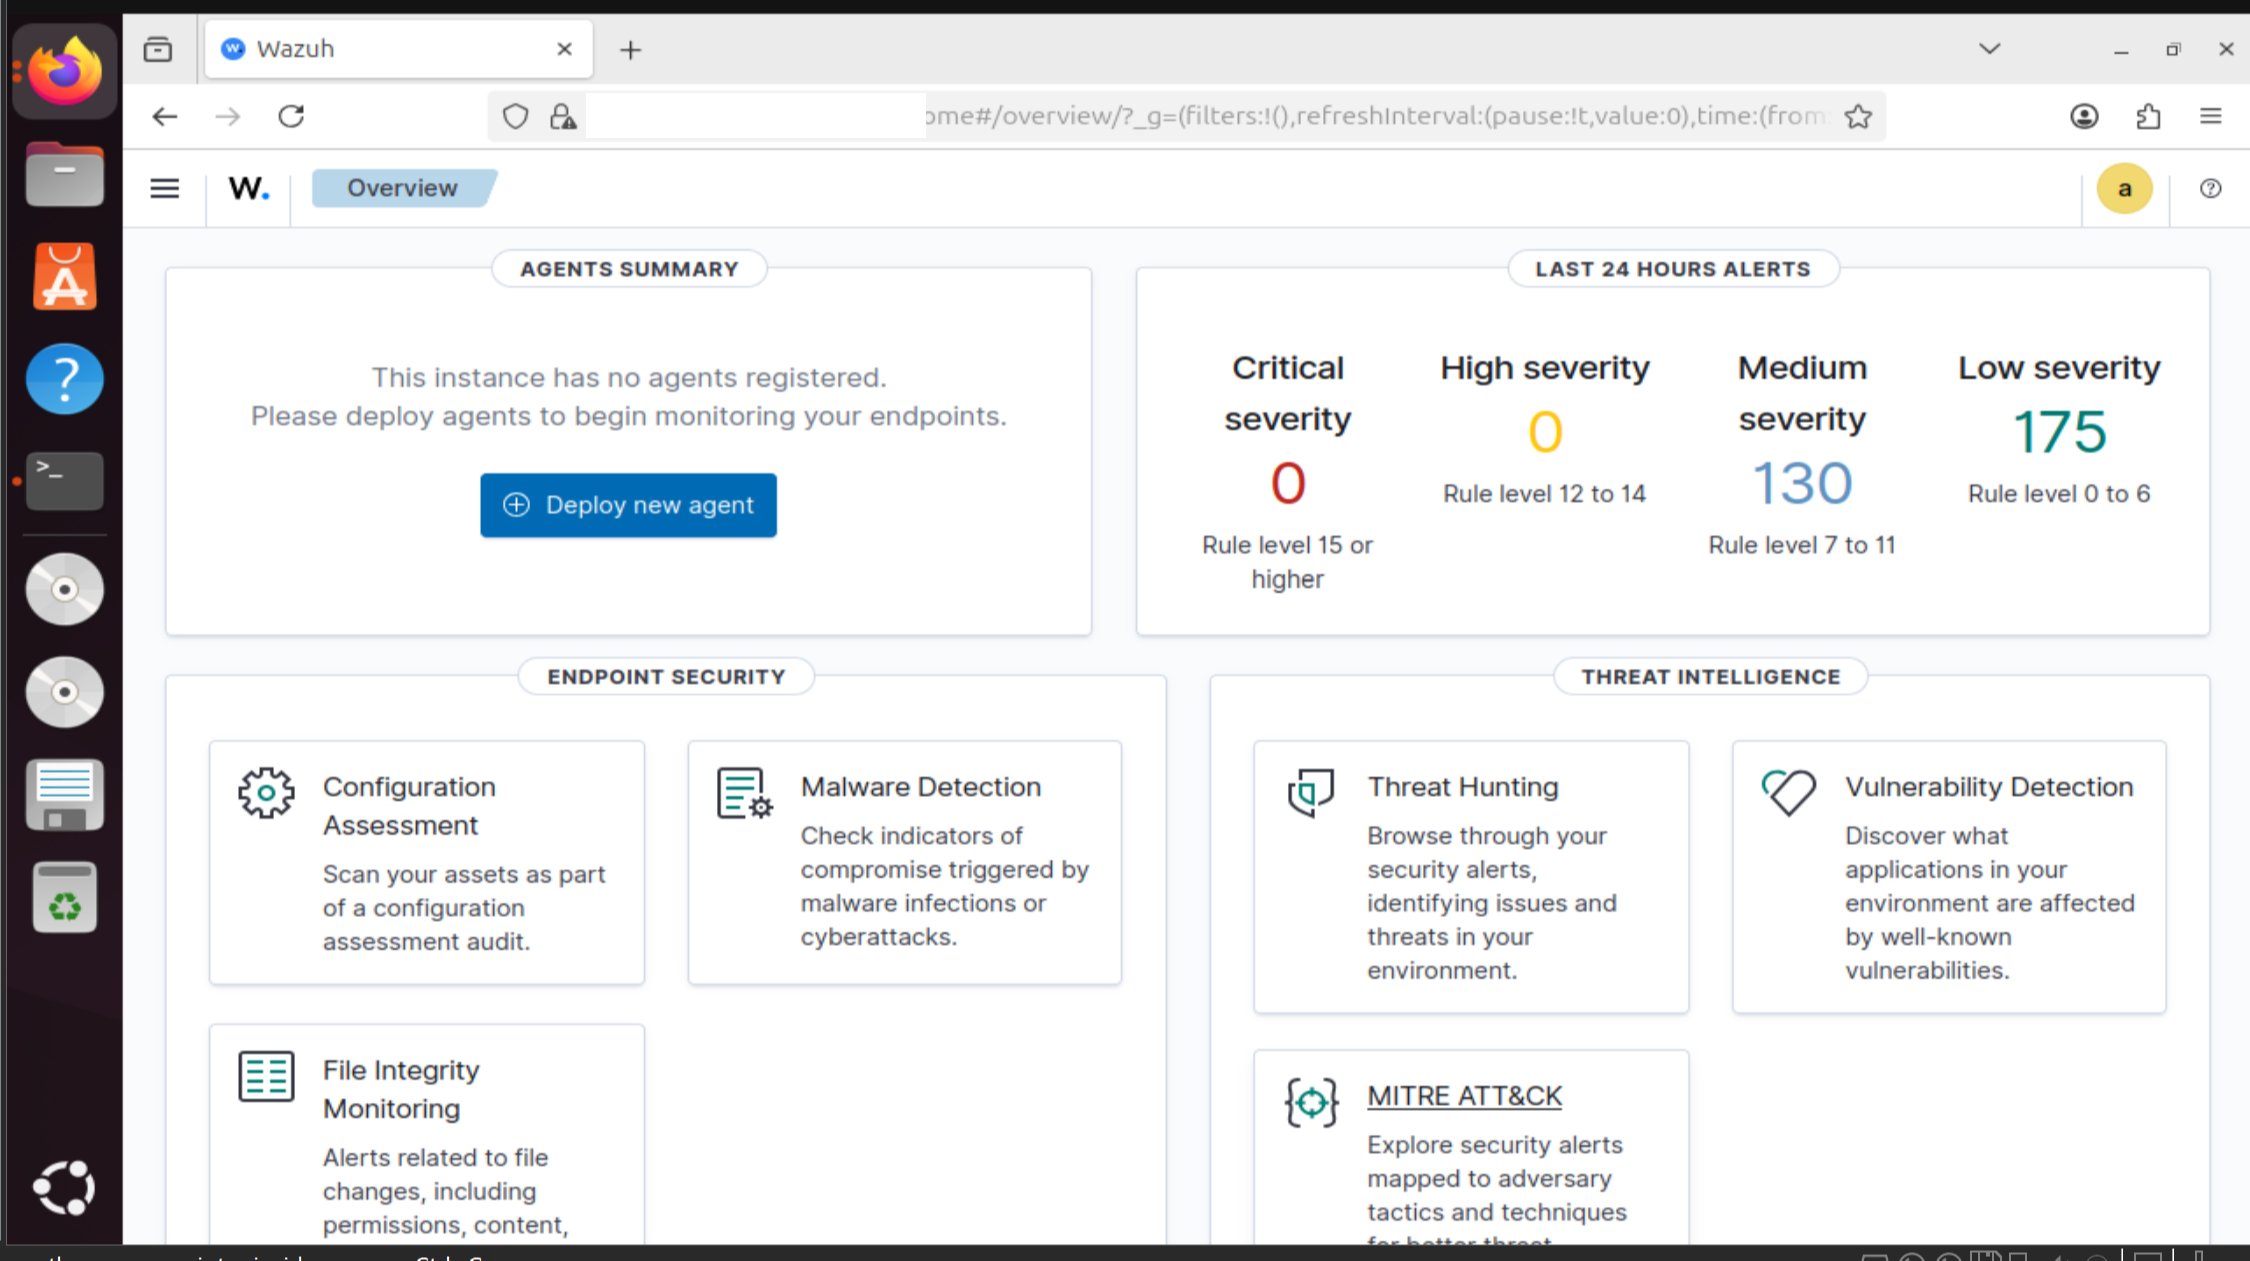 Wazuh
ome#/overview/?_g=(filters:!(),refreshInterval:(pause:!t,value:0),time:(from:
W.
Overview
a
AGENTS SUMMARY
This instance has no agents registered.
Please deploy agents to begin monitoring your endpoints.
Deploy new agent
LAST 24 HOURS ALERTS
Critical severity
0
Rule level 15 or higher
High severity
0
Rule level 12 to 14
Medium severity
130
Rule level 7 to 11
Low severity
175
Rule level 0 to 6
ENDPOINT SECURITY
Configuration
Assessment
Scan your assets as part
of a configuration
assessment audit.
Malware Detection
Check indicators of
compromise triggered by
malware infections or
cyberattacks.
File Integrity
Monitoring
Alerts related to file
changes, including
permissions, content,
THREAT INTELLIGENCE
Threat Hunting
Browse through your
security alerts,
identifying issues and
threats in your
environment.
Vulnerability Detection
Discover what
applications in your
environment are affected
by well-known
vulnerabilities.
MITRE ATT&CK
Explore security alerts
mapped to adversary
tactics and techniques
for better threat